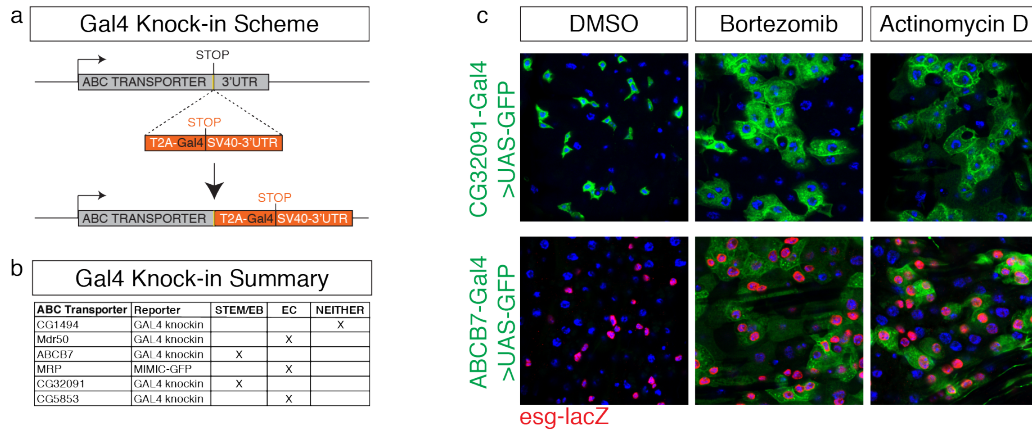 a
Gal4 Knock-in Scheme
STOP
ABC TRANSPORTER 3'UTR
STOP
T2A-Gal4 SV40-3'UTR
STOP
ABC TRANSPORTER T2A-Gal4 SV40-3'UTR
b
Gal4 Knock-in Summary
ABC Transporter Reporter STEM/EB EC NEITHER
CG1494 GAL4 knockin X
Mdr50 GAL4 knockin X
ABCB7 GAL4 knockin X
MRP MIMIC-GFP X
CG32091 GAL4 knockin X
CG5853 GAL4 knockin X
c
DMSO Bortezomib Actinomycin D
CG32091-Gal4
>UAS-GFP
ABCB7-Gal4
>UAS-GFP
esg-lacZ